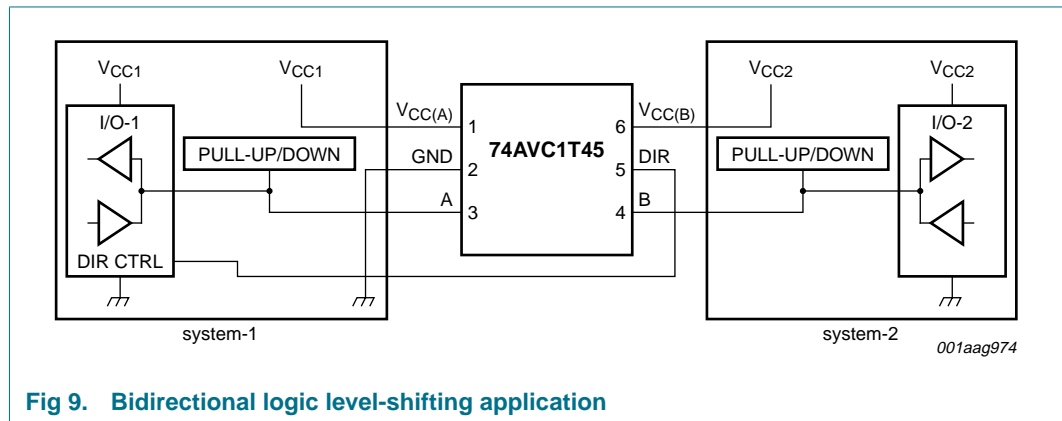 VCC1
VCC1
I/O-1
PULL-UP/DOWN
DIR CTRL
system-1
VCC(A)
1
GND
2
A
3
74AVC1T45
VCC(B)
6
DIR
5
B
4
VCC2
VCC2
I/O-2
PULL-UP/DOWN
system-2
001aag974
Fig 9. Bidirectional logic level-shifting application